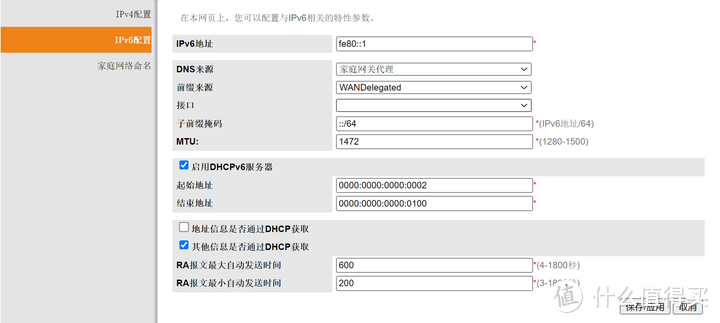 IPv4配置
IPv6配置
家庭网络命名
在本网页上，您可以配置与IPv6相关的特性参数。
IPv6地址 fe80::1 *
DNS来源 家庭网关代理
前缀来源 WANDelegated
接口
子前缀掩码 ::/64 *(IPv6地址/64)
MTU: 1472 *(1280-1500)
启用DHCPv6服务器
起始地址 0000:0000:0000:0002 *
结束地址 0000:0000:0000:0100 *
地址信息是否通过DHCP获取
其他信息是否通过DHCP获取
RA报文最大自动发送时间 600 *(4-1800秒)
RA报文最小自动发送时间 200 *(3-1800秒)
保存/应用 取消
值 什么值得买